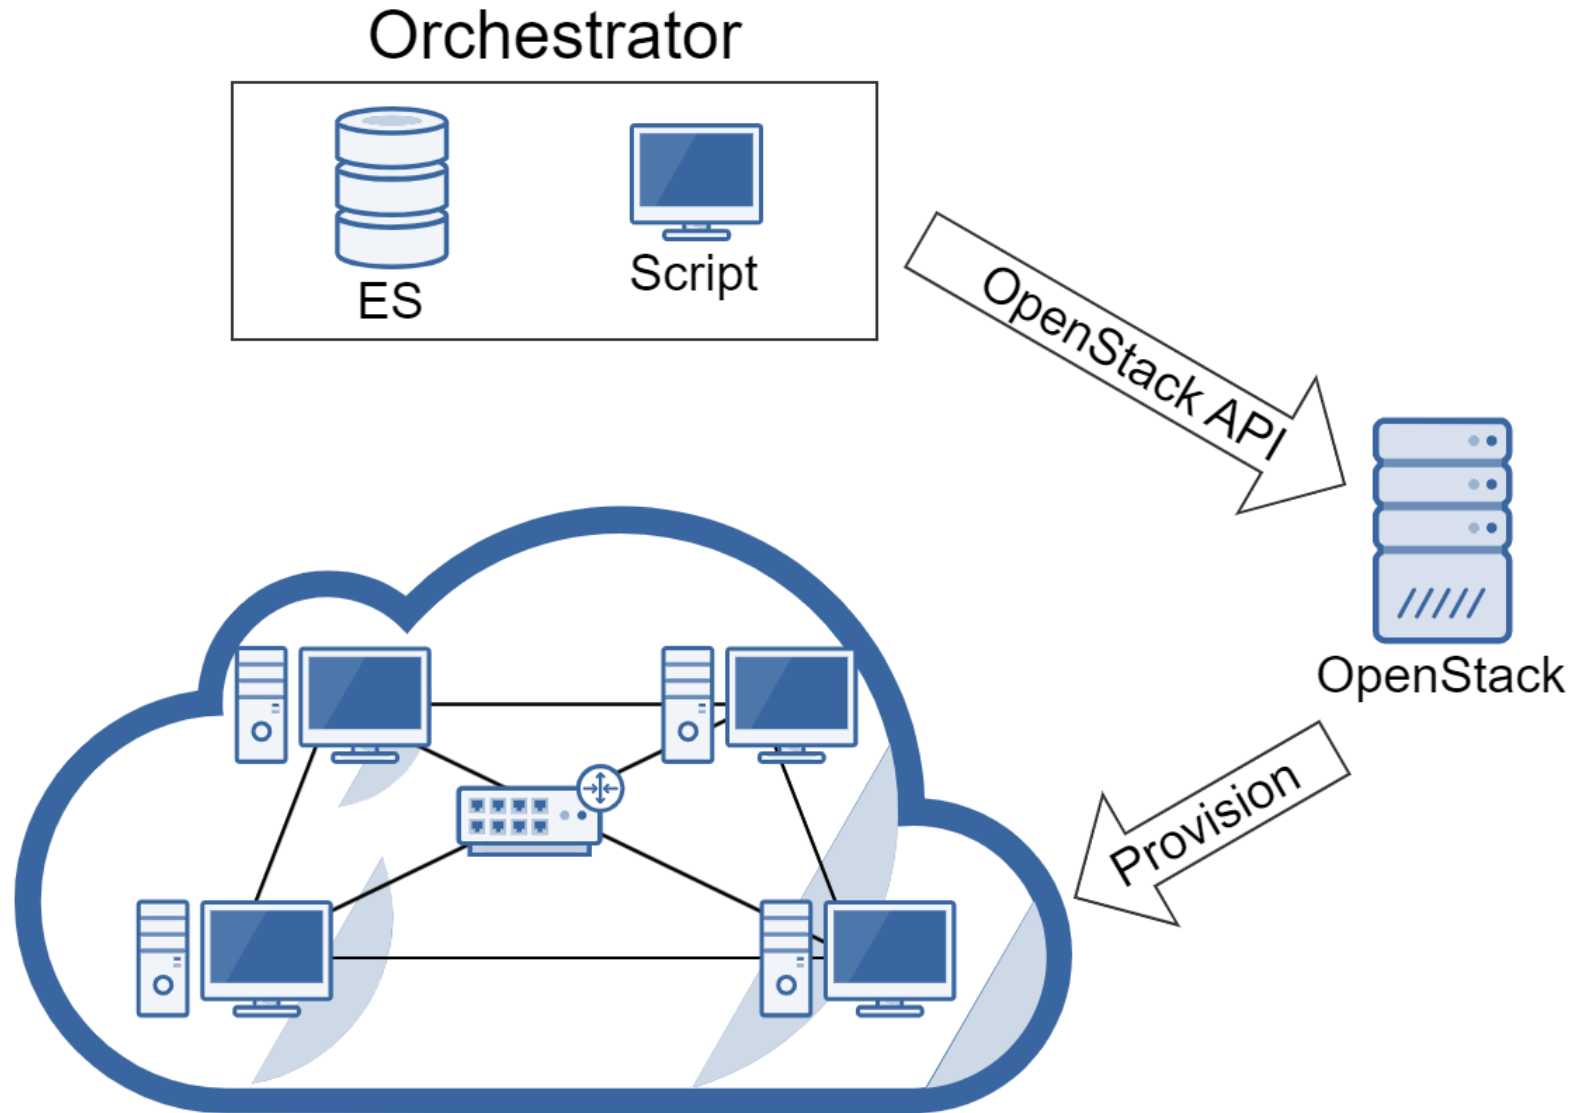 Orchestrator
ES
Script
OpenStack API
OpenStack
Provision